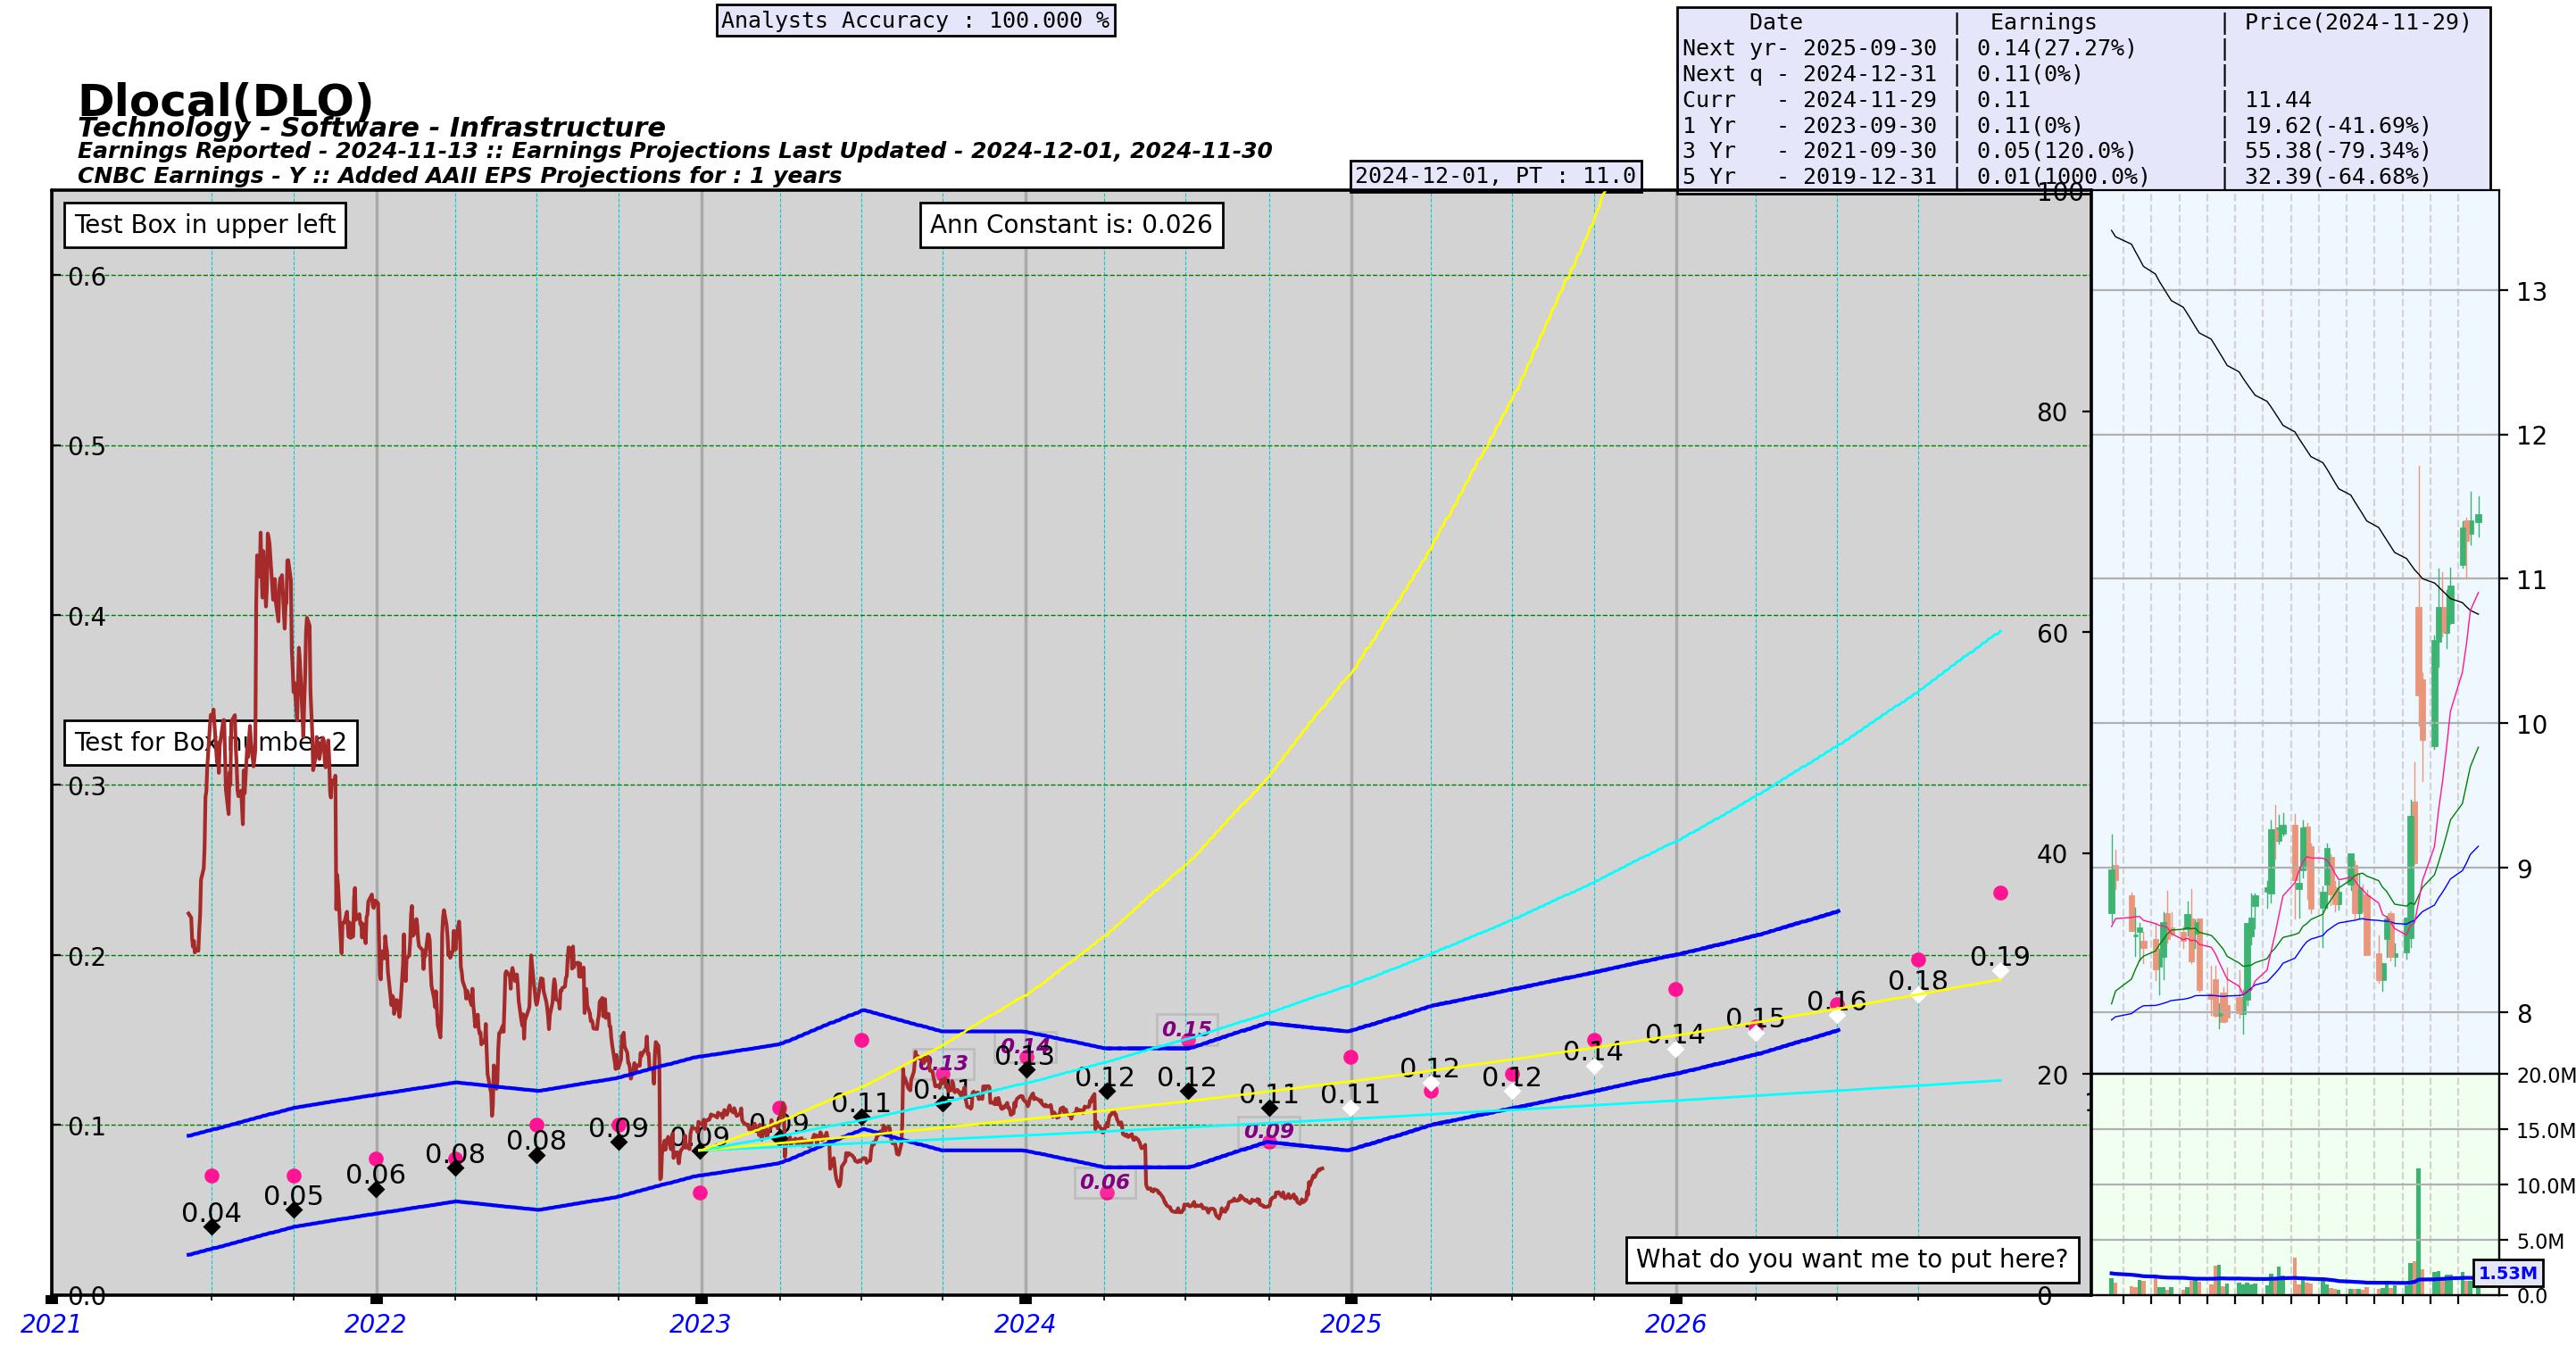 Analysts Accuracy : 100.000 %
Date | Earnings | Price(2024-11-29)
Next yr- 2025-09-30 | 0.14(27.27%) |
Next q - 2024-12-31 | 0.11(0%) |
Curr - 2024-11-29 | 0.11 | 11.44
1 Yr - 2023-09-30 | 0.11(0%) | 19.62(-41.69%)
3 Yr - 2021-09-30 | 0.05(120.0%) | 55.38(-79.34%)
5 Yr - 2019-12-31 | 0.01(1000.0%) | 32.39(-64.68%)
Dlocal(DLO)
Technology - Software - Infrastructure
Earnings Reported - 2024-11-13 :: Earnings Projections Last Updated - 2024-12-01, 2024-11-30
CNBC Earnings - Y :: Added AAII EPS Projections for : 1 years
2024-12-01, PT : 11.0
Test Box in upper left
Ann Constant is: 0.026
Test for Box number 2
What do you want me to put here?
0.6
0.5
0.4
0.3
0.2
0.1
0.0
100
80
60
40
20
0
13
12
11
10
9
8
20.0M
15.0M
10.0M
5.0M
0.0
1.53M
0.04
0.05
0.06
0.08
0.08
0.09
0.09
0.09
0.11
0.11
0.13
0.12
0.12
0.11
0.11
0.12
0.12
0.14
0.14
0.15
0.16
0.18
0.19
0.13
0.14
0.06
0.15
0.09
2021
2022
2023
2024
2025
2026